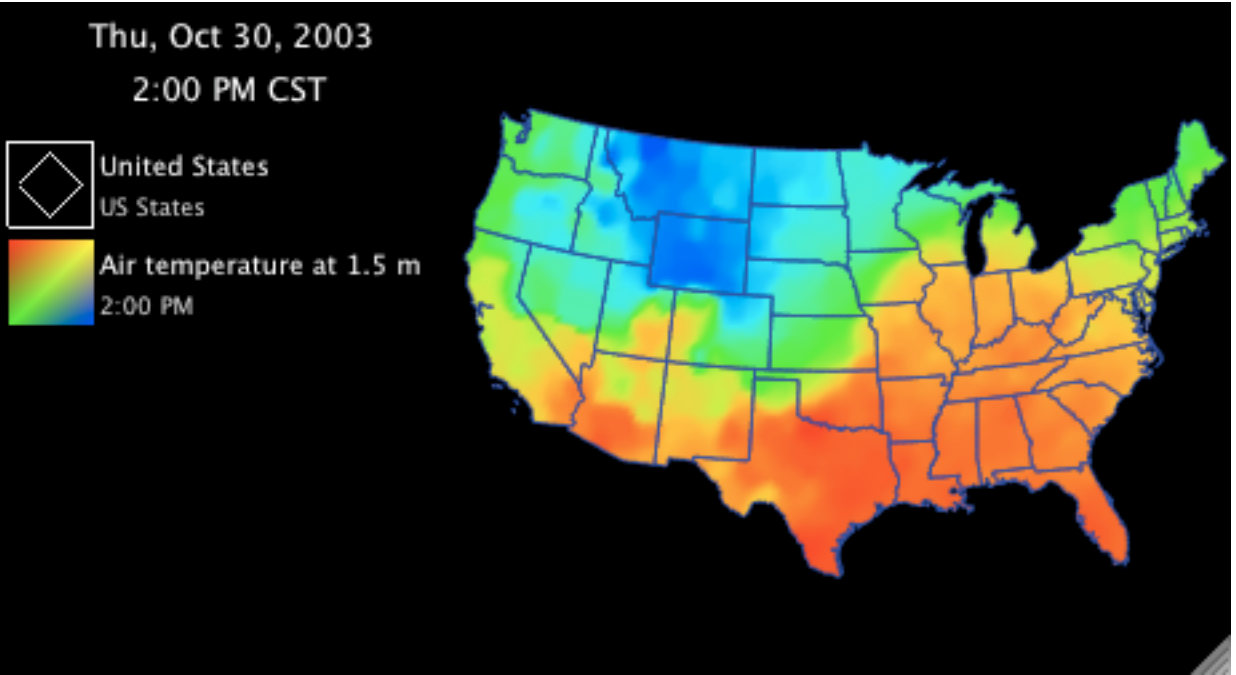 Thu, Oct 30, 2003
2:00 PM CST
United States
US States
Air temperature at 1.5 m
2:00 PM